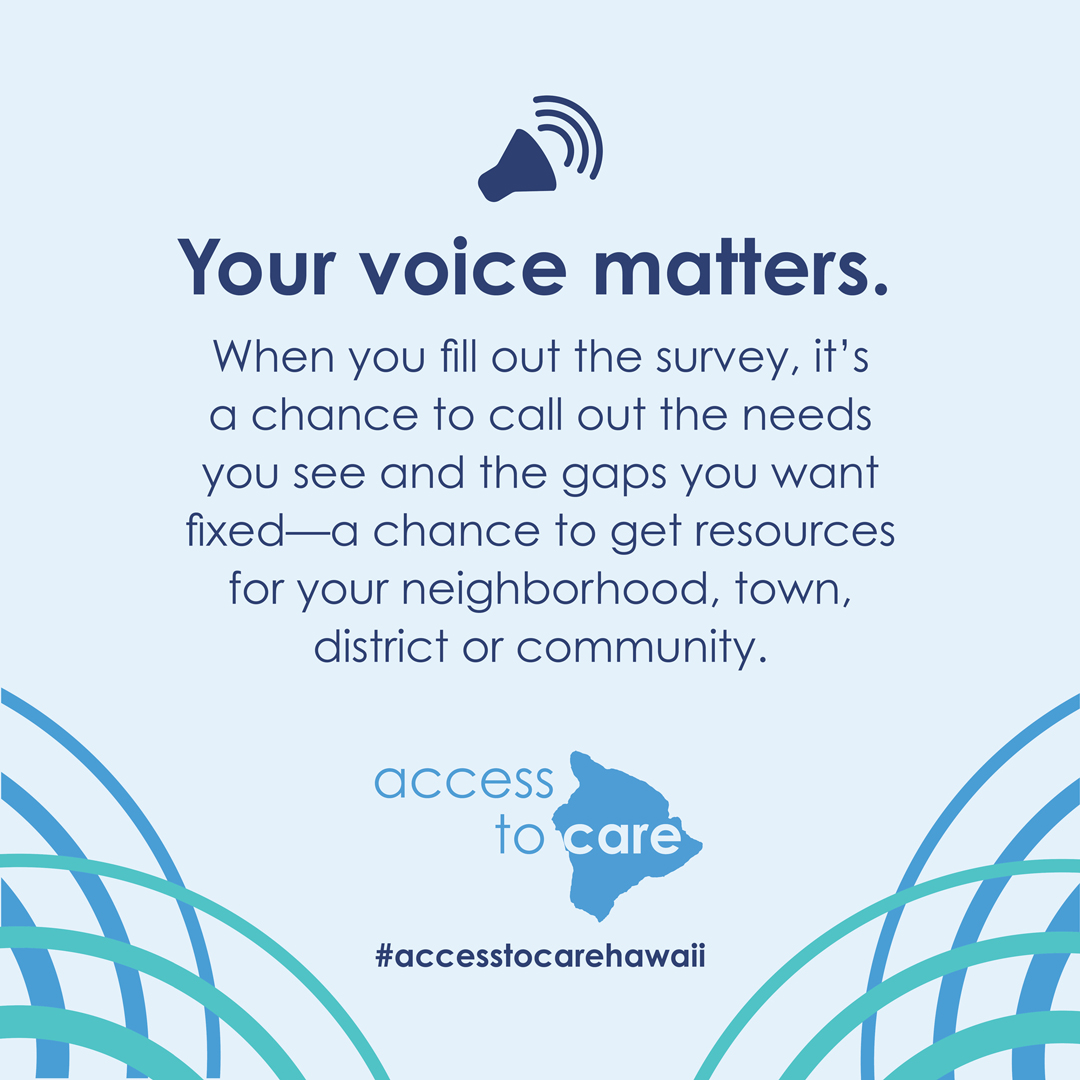 Your voice matters.
When you fill out the survey, it’s
a chance to call out the needs
you see and the gaps you want
fixed—a chance to get resources
for your neighborhood, town,
district or community.
access
to care
#accesstocarehawaii